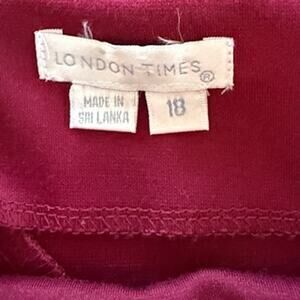 LONDON TIMES®
MADE IN
SRI LANKA
18